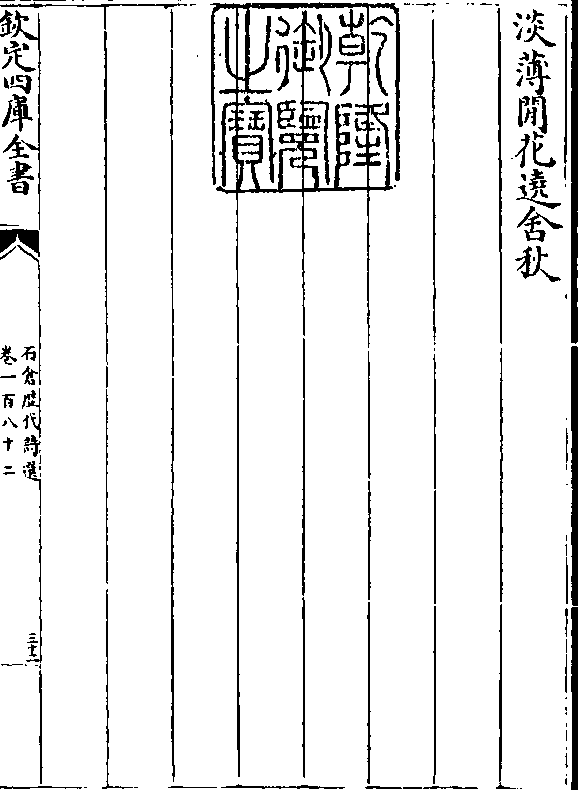 淡薄閒花遶舍秋
乾隆
御覽
之寶
欽定四庫全書
石倉歷代詩選
卷一百八十二
三十二